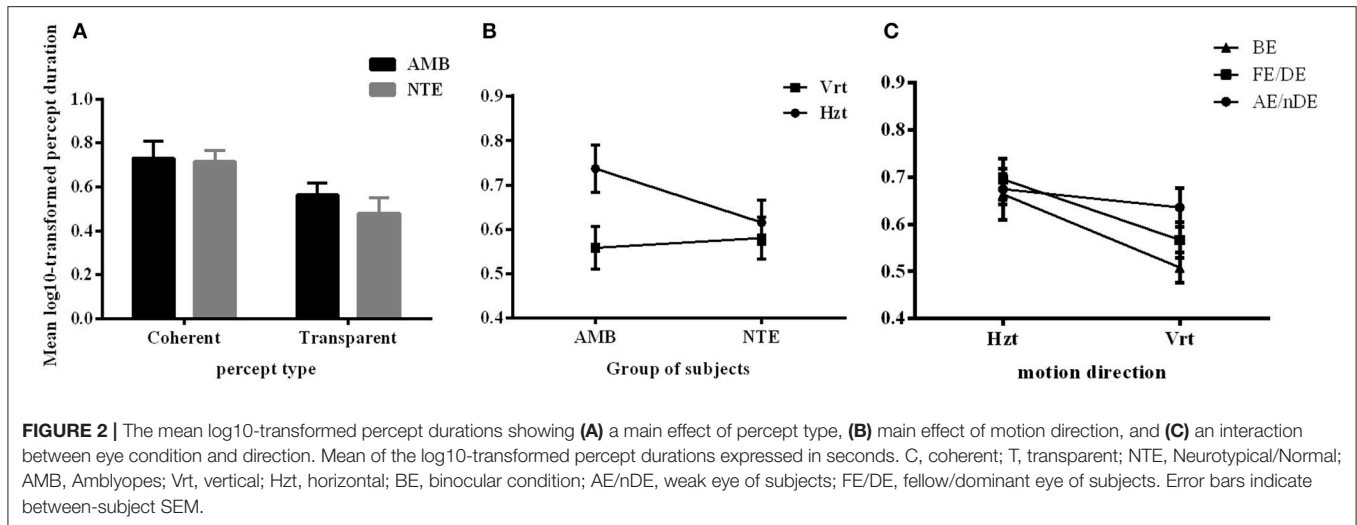 A
B
C
Mean log10-transformed percept duration
AMB
NTE
1.0
0.8
0.6
0.4
0.2
0.0
Coherent
Transparent
percept type
Vrt
Hzt
0.9
0.8
0.7
0.6
0.5
0.4
AMB
NTE
Group of subjects
BE
FE/DE
AE/nDE
0.9
0.8
0.7
0.6
0.5
0.4
Hzt
Vrt
motion direction
FIGURE 2 | The mean log10-transformed percept durations showing (A) a main effect of percept type, (B) main effect of motion direction, and (C) an interaction
between eye condition and direction. Mean of the log10-transformed percept durations expressed in seconds. C, coherent; T, transparent; NTE, Neurotypical/Normal;
AMB, Amblyopes; Vrt, vertical; Hzt, horizontal; BE, binocular condition; AE/nDE, weak eye of subjects; FE/DE, fellow/dominant eye of subjects. Error bars indicate
between-subject SEM.